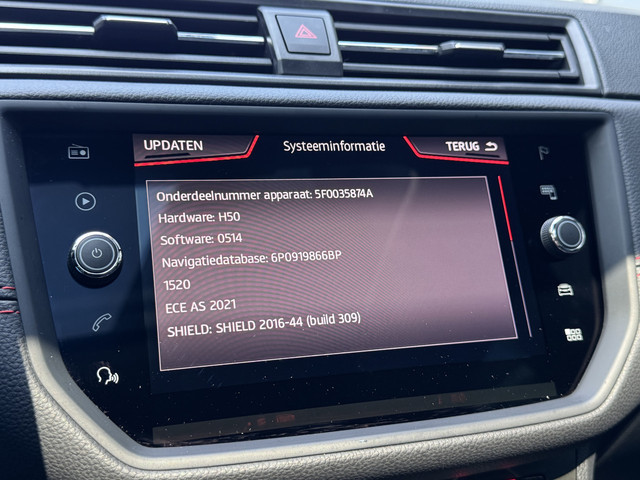 UPDATEN
Systeeminformatie
TERUG
Onderdeelnummer apparaat: 5F0035874A
Hardware: H50
Software: 0514
Navigatiedatabase: 6P0919866BP
1520
ECE AS 2021
SHIELD: SHIELD 2016-44 (build 309)